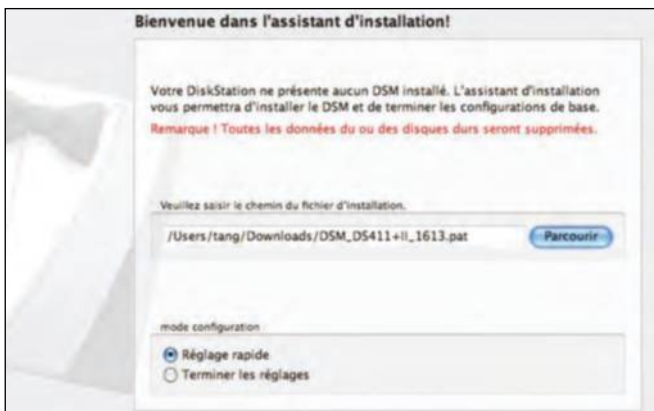 Bienvenue dans l'assistant d'installation!
Votre DiskStation ne présente aucun DSM installé. L'assistant d'installation
vous permettra d'installer le DSM et de terminer les configurations de base.
Remarque ! Toutes les données du ou des disques durs seront supprimées.
Veuillez saisir le chemin du fichier d'installation.
/Users/tang/Downloads/DSM_DS411+II_1613.pat
Parcourir
mode configuration
Réglage rapide
Terminer les réglages